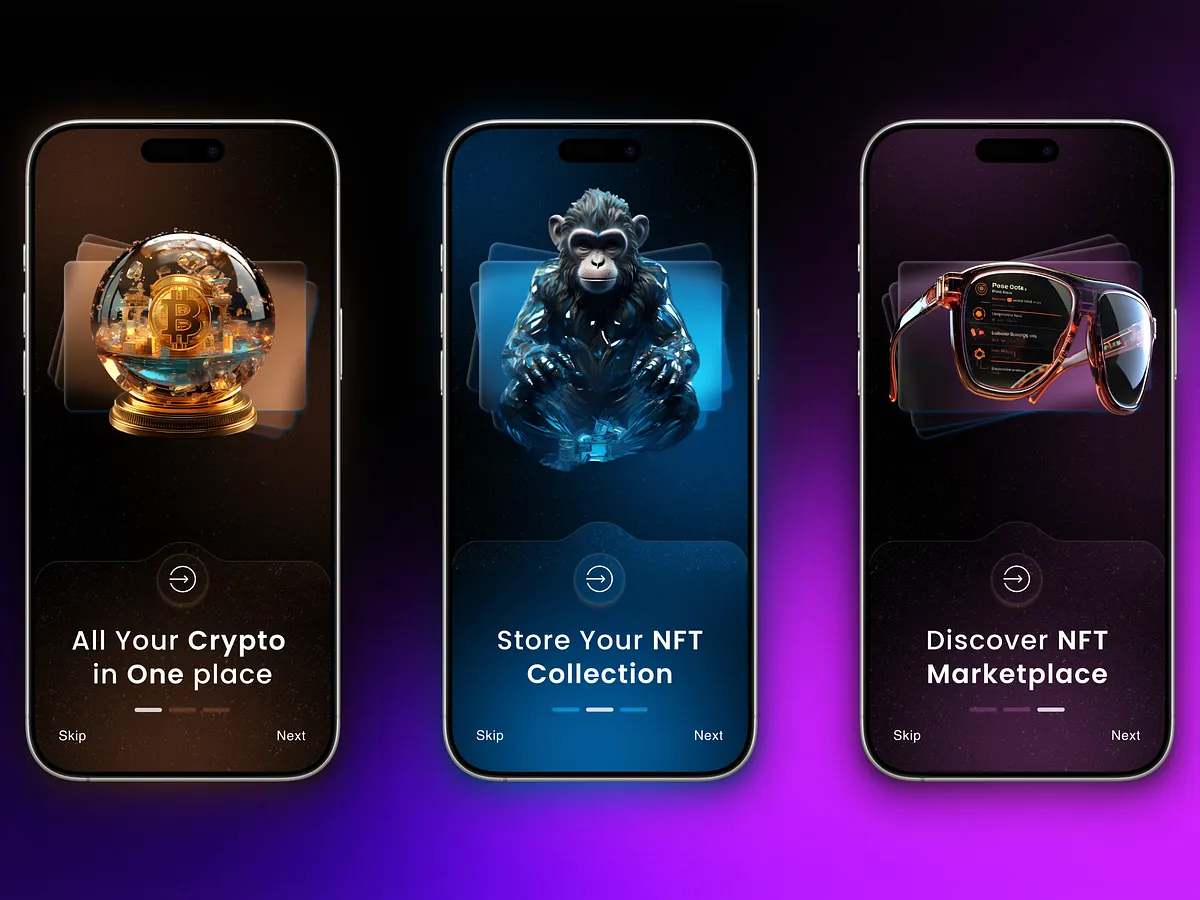 All Your Crypto
in One place
Skip
Next
Store Your NFT
Collection
Skip
Next
Discover NFT
Marketplace
Skip
Next